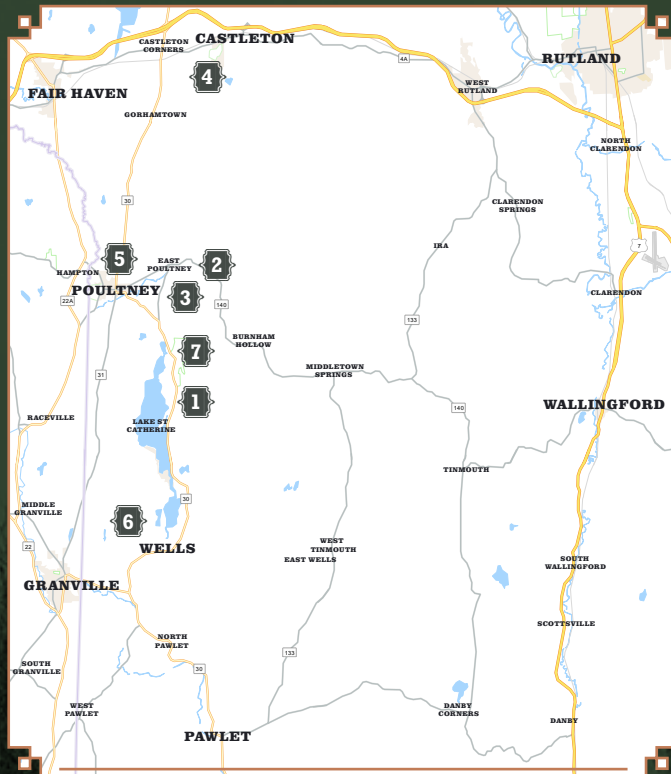 CASTLETON
CORNERS
CASTLETON
4A
RUTLAND
4
WEST
RUTLAND
FAIR HAVEN
GORHAMTOWN
NORTH
CLARENDON
30
CLARENDON
SPRINGS
IRA
7
5
EAST
POULTNEY
2
HAMPTON
POULTNEY
3
22A
140
CLARENDON
133
BURNHAM
HOLLOW
7
MIDDLETOWN
SPRINGS
31
1
140
WALLINGFORD
RACEVILLE
LAKE ST
CATHERINE
TINMOUTH
30
MIDDLE
GRANVILLE
6
22
WELLS
WEST
TINMOUTH
EAST WELLS
SOUTH
WALLINGFORD
GRANVILLE
SCOTTSVILLE
NORTH
PAWLET
133
SOUTH
GRANVILLE
30
WEST
PAWLET
DANBY
CORNERS
DANBY
PAWLET